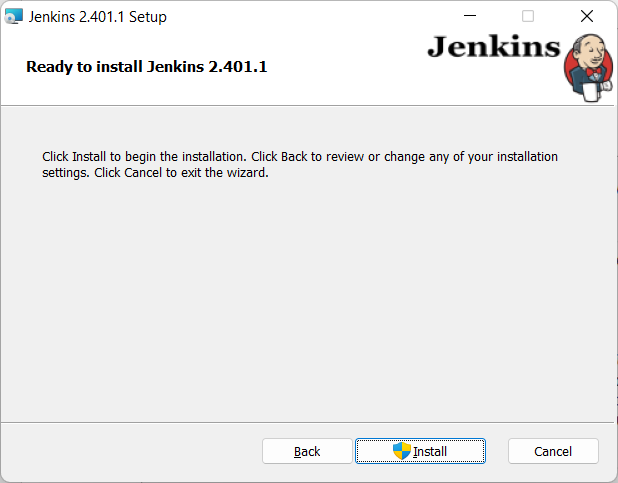 Jenkins 2.401.1 Setup
Jenkins
Ready to install Jenkins 2.401.1
Click Install to begin the installation. Click Back to review or change any of your installation
settings. Click Cancel to exit the wizard.
Back
Install
Cancel